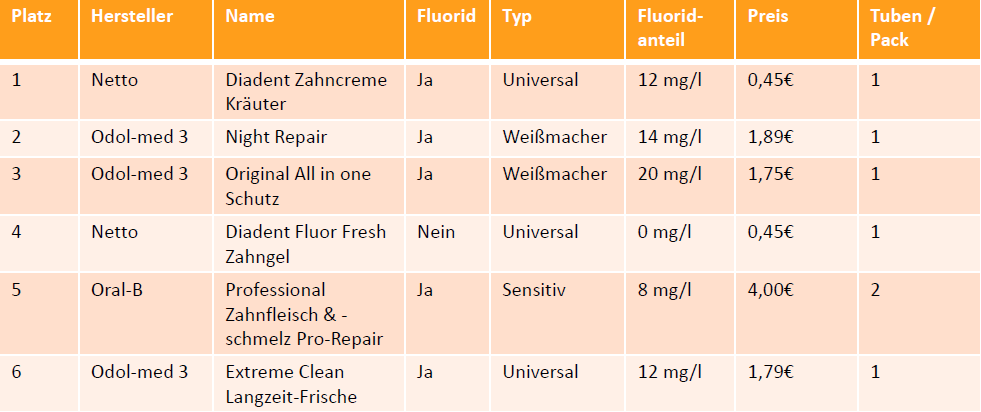 Platz Hersteller Name Fluorid Typ Fluorid- Preis Tuben /
anteil Pack
1 Netto Diadent Zahncreme Ja Universal 12 mg/l 0,45€ 1
Kräuter
2 Odol-med 3 Night Repair Ja Weißmacher 14 mg/l 1,89€ 1
3 Odol-med 3 Original All in one Ja Weißmacher 20 mg/l 1,75€ 1
Schutz
4 Netto Diadent Fluor Fresh Nein Universal 0 mg/l 0,45€ 1
Zahngel
5 Oral-B Professional Ja Sensitiv 8 mg/l 4,00€ 2
Zahnfleisch & -
schmelz Pro-Repair
6 Odol-med 3 Extreme Clean Ja Universal 12 mg/l 1,79€ 1
Langzeit-Frische